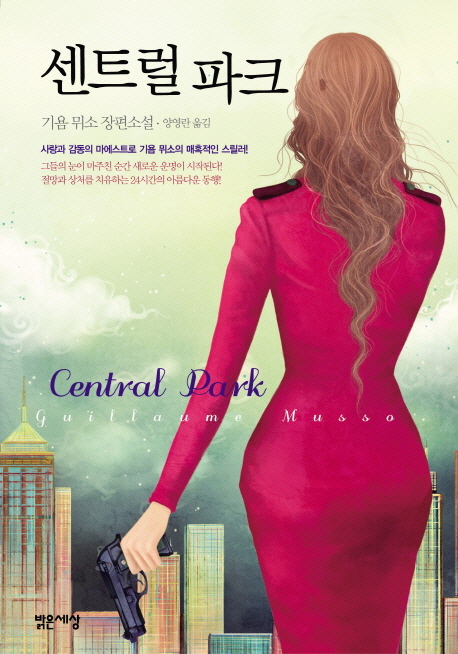 센트럴 파크
기욤 뮈소 장편소설 · 양영란 옮김
사랑과 감동의 마에스트로 기욤 뮈소의 매혹적인 스릴러!
그들의 눈이 마주친 순간 새로운 운명이 시작된다!
절망과 상처를 치유하는 24시간의 아름다운 동행!
Central Park
Guillaume Musso
밝은세상